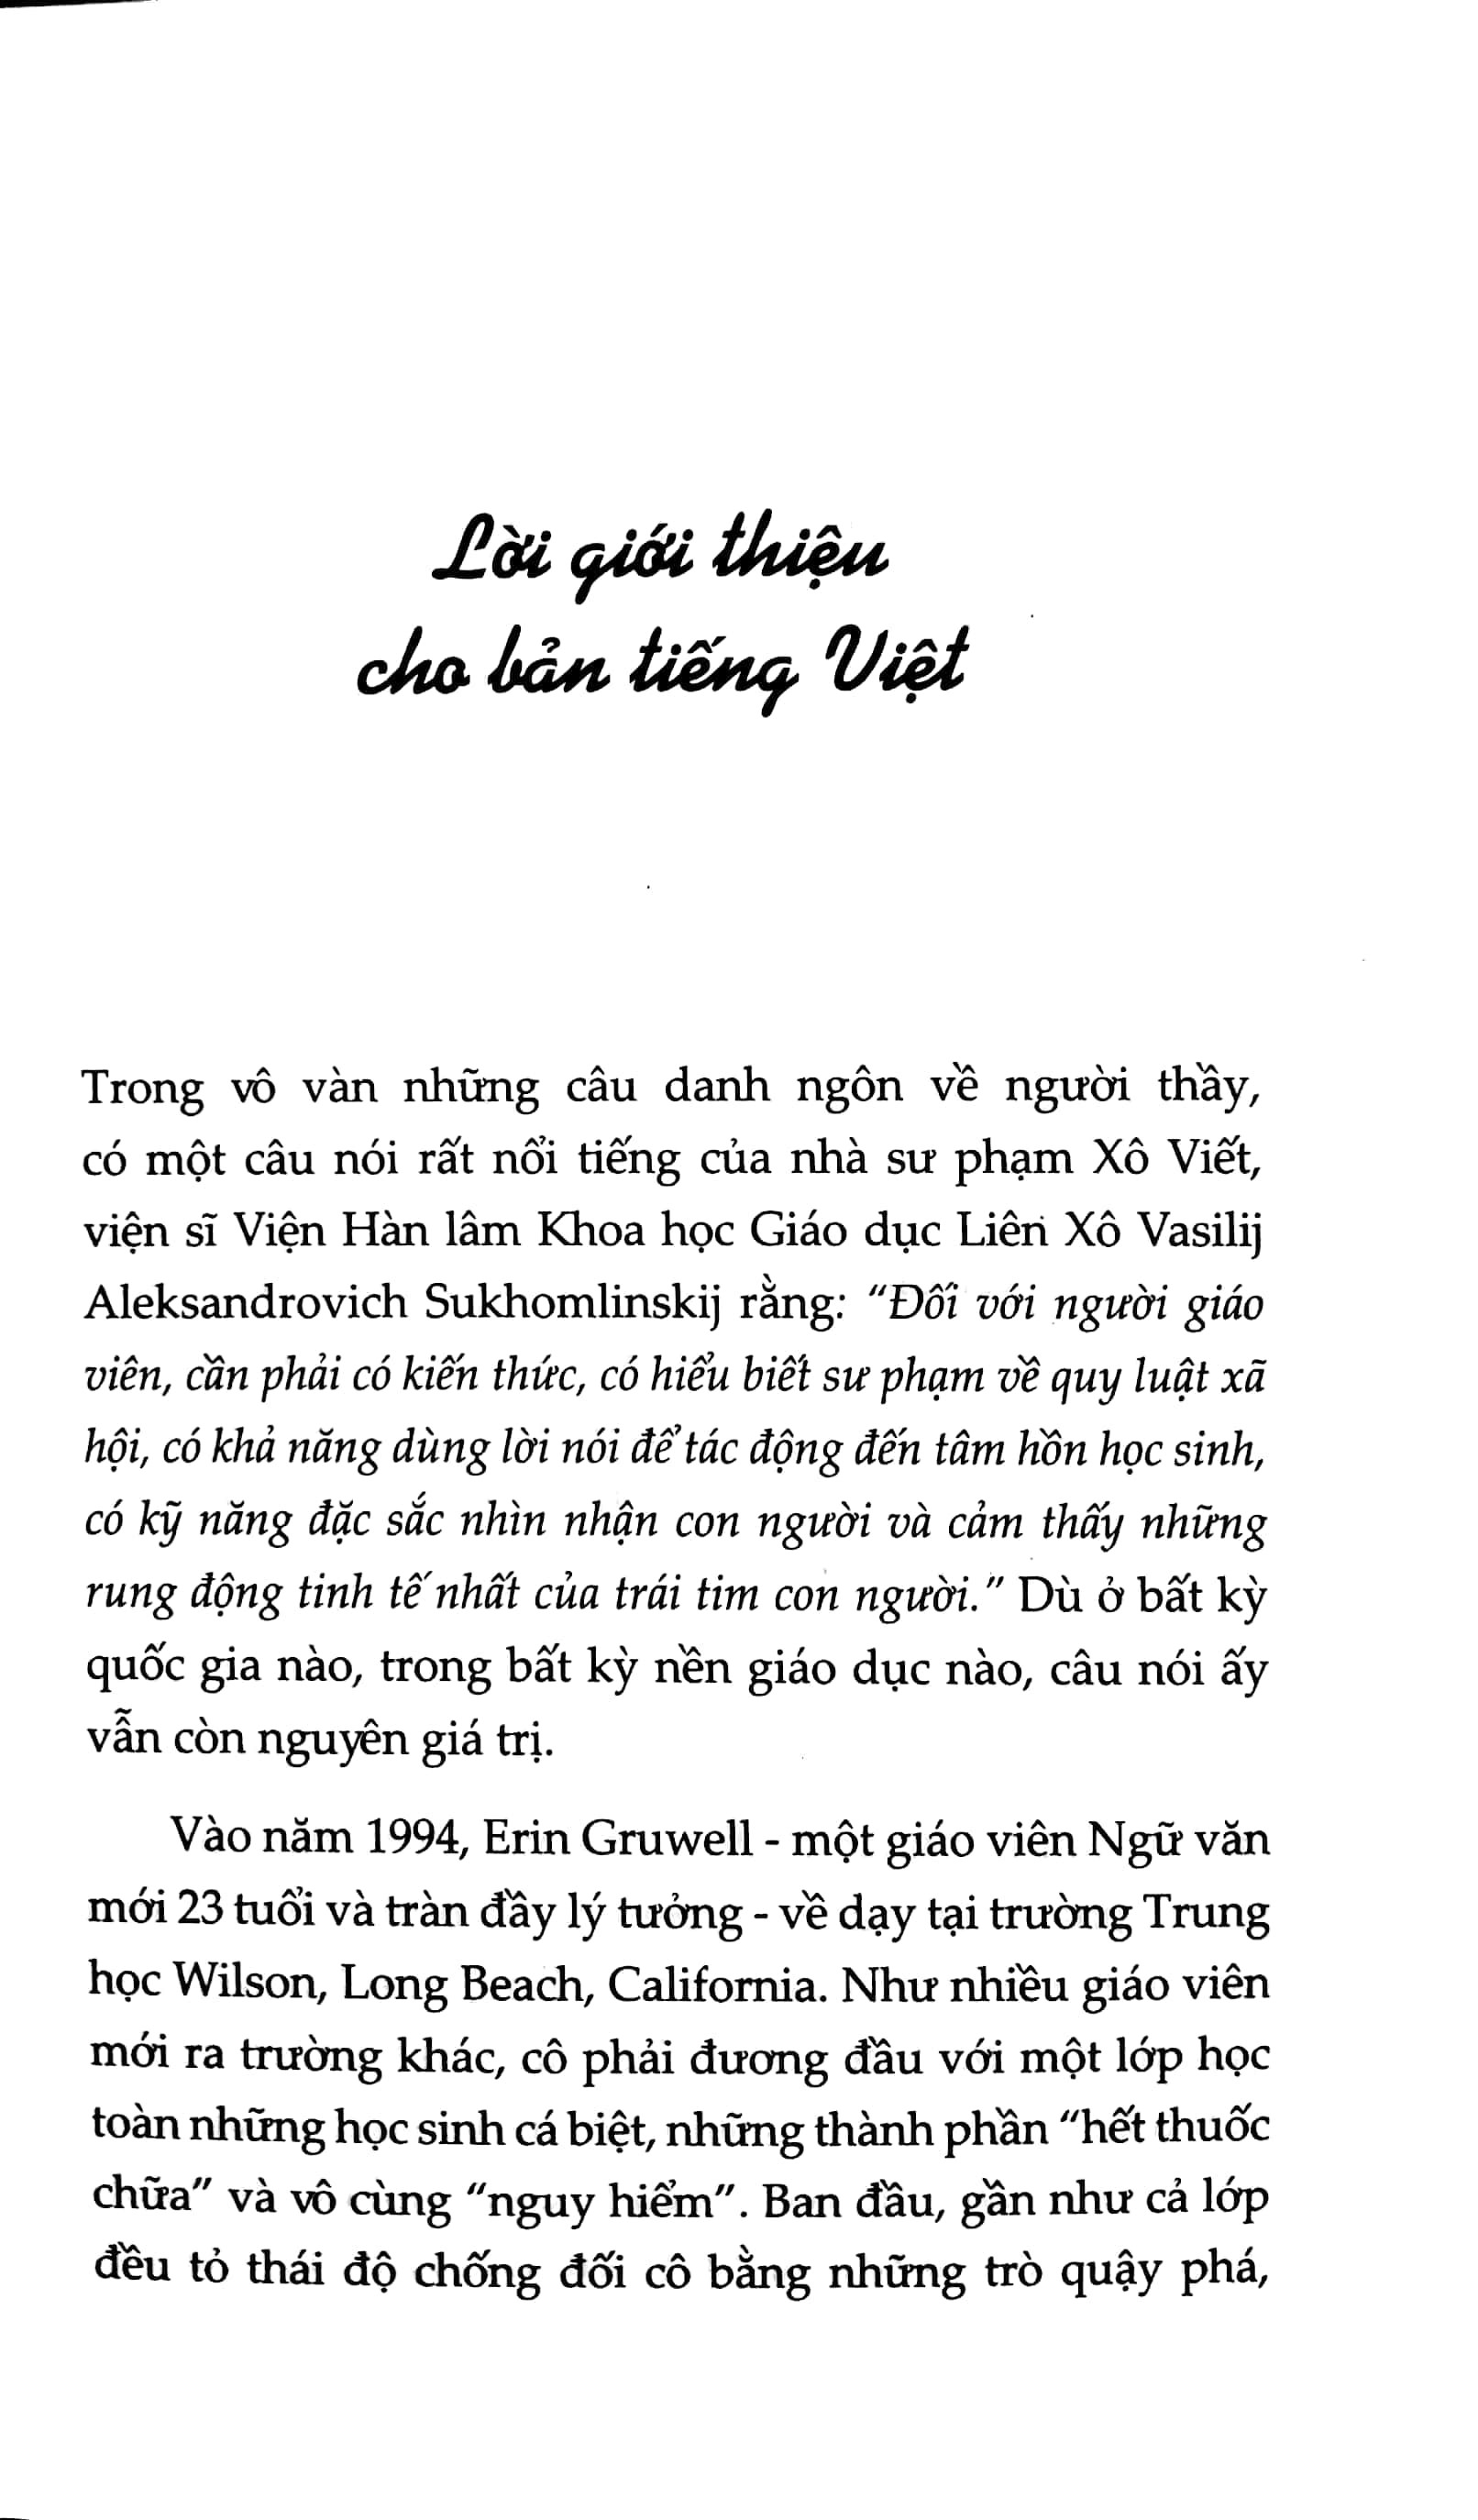 Lời giới thiệu
cho bản tiếng Việt
Trong vô vàn những câu danh ngôn về người thầy,
có một câu nói rất nổi tiếng của nhà sư phạm Xô Viết,
viện sĩ Viện Hàn lâm Khoa học Giáo dục Liên Xô Vasilij
Aleksandrovich Sukhomlinskij rằng: “Đối với người giáo
viên, cần phải có kiến thức, có hiểu biết sư phạm về quy luật xã
hội, có khả năng dùng lời nói để tác động đến tâm hồn học sinh,
có kỹ năng đặc sắc nhìn nhận con người và cảm thấy những
rung động tinh tế nhất của trái tim con người.” Dù ở bất kỳ
quốc gia nào, trong bất kỳ nền giáo dục nào, câu nói ấy
vẫn còn nguyên giá trị.
Vào năm 1994, Erin Gruwell - một giáo viên Ngữ văn
mới 23 tuổi và tràn đầy lý tưởng - về dạy tại trường Trung
học Wilson, Long Beach, California. Như nhiều giáo viên
mới ra trường khác, cô phải đương đầu với một lớp học
toàn những học sinh cá biệt, những thành phần “hết thuốc
chữa” và vô cùng “nguy hiểm”. Ban đầu, gần như cả lớp
đều tỏ thái độ chống đối cô bằng những trò quậy phá,